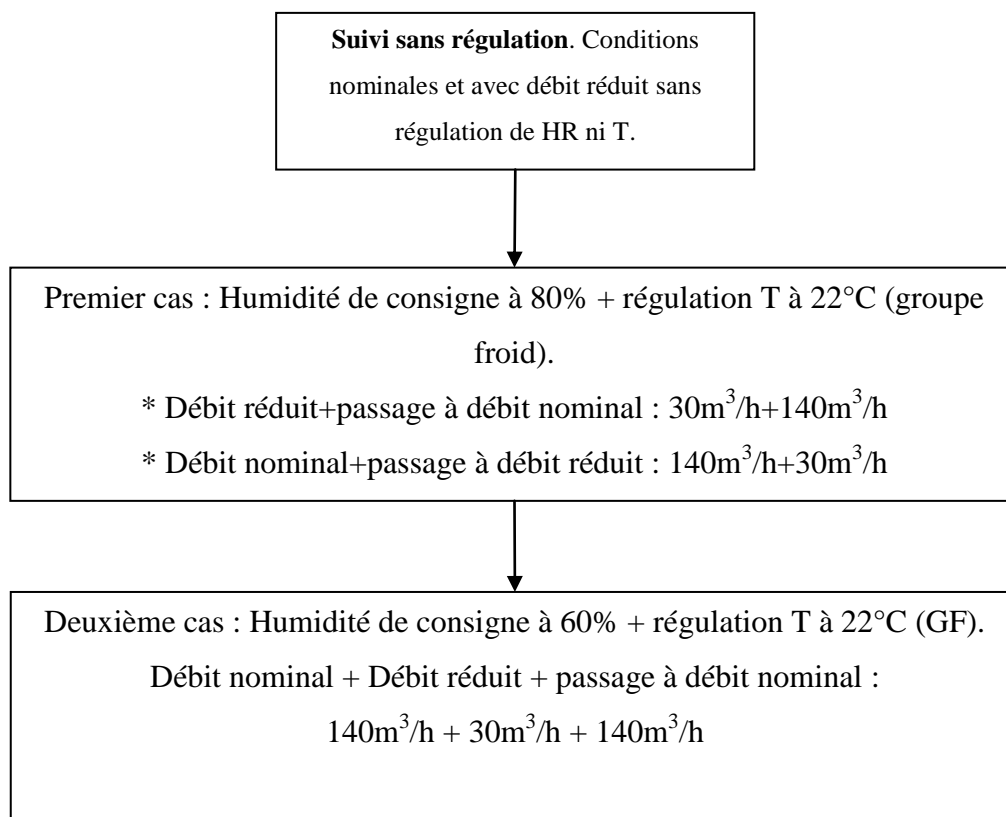 Suivi sans régulation. Conditions
nominales et avec débit réduit sans
régulation de HR ni T.
Premier cas : Humidité de consigne à 80% + régulation T à 22°C (groupe
froid).
* Débit réduit+passage à débit nominal : 30m³/h+140m³/h
* Débit nominal+passage à débit réduit : 140m³/h+30m³/h
Deuxième cas : Humidité de consigne à 60% + régulation T à 22°C (GF).
Débit nominal + Débit réduit + passage à débit nominal :
140m³/h + 30m³/h + 140m³/h